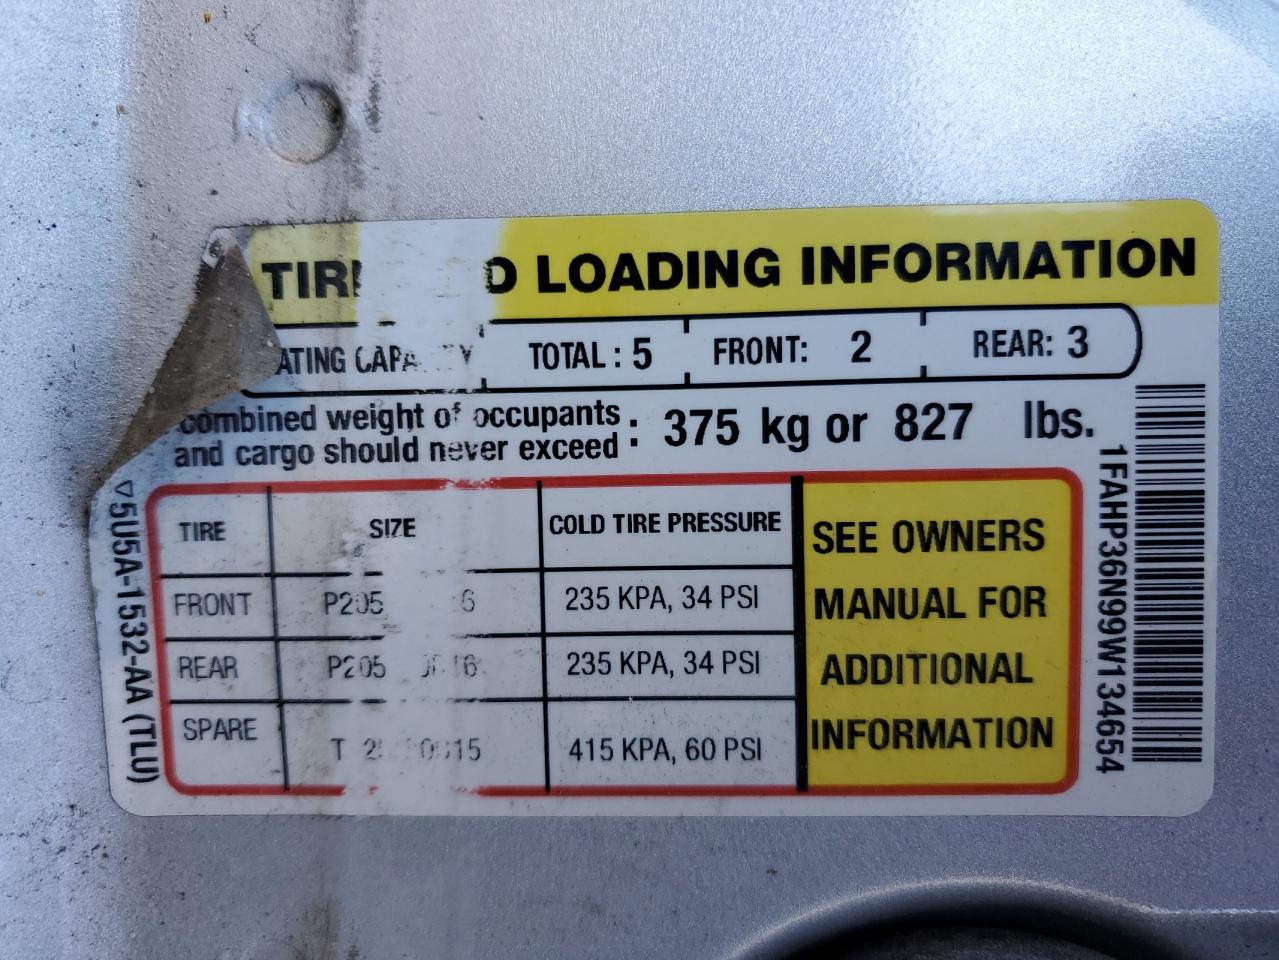 LOADING INFORMATION
TOTAL : 5 FRONT: 2 REAR: 3
combined weight of occupants
and cargo should never exceed : 375 kg or 827 lbs.
TIRE SIZE COLD TIRE PRESSURE
FRONT 235 KPA, 34 PSI
REAR 235 KPA, 34 PSI
SPARE 415 KPA, 60 PSI
SEE OWNERS
MANUAL FOR
ADDITIONAL
INFORMATION
5U5A-1532-AA (TLU)
1FAHP36N99W134654